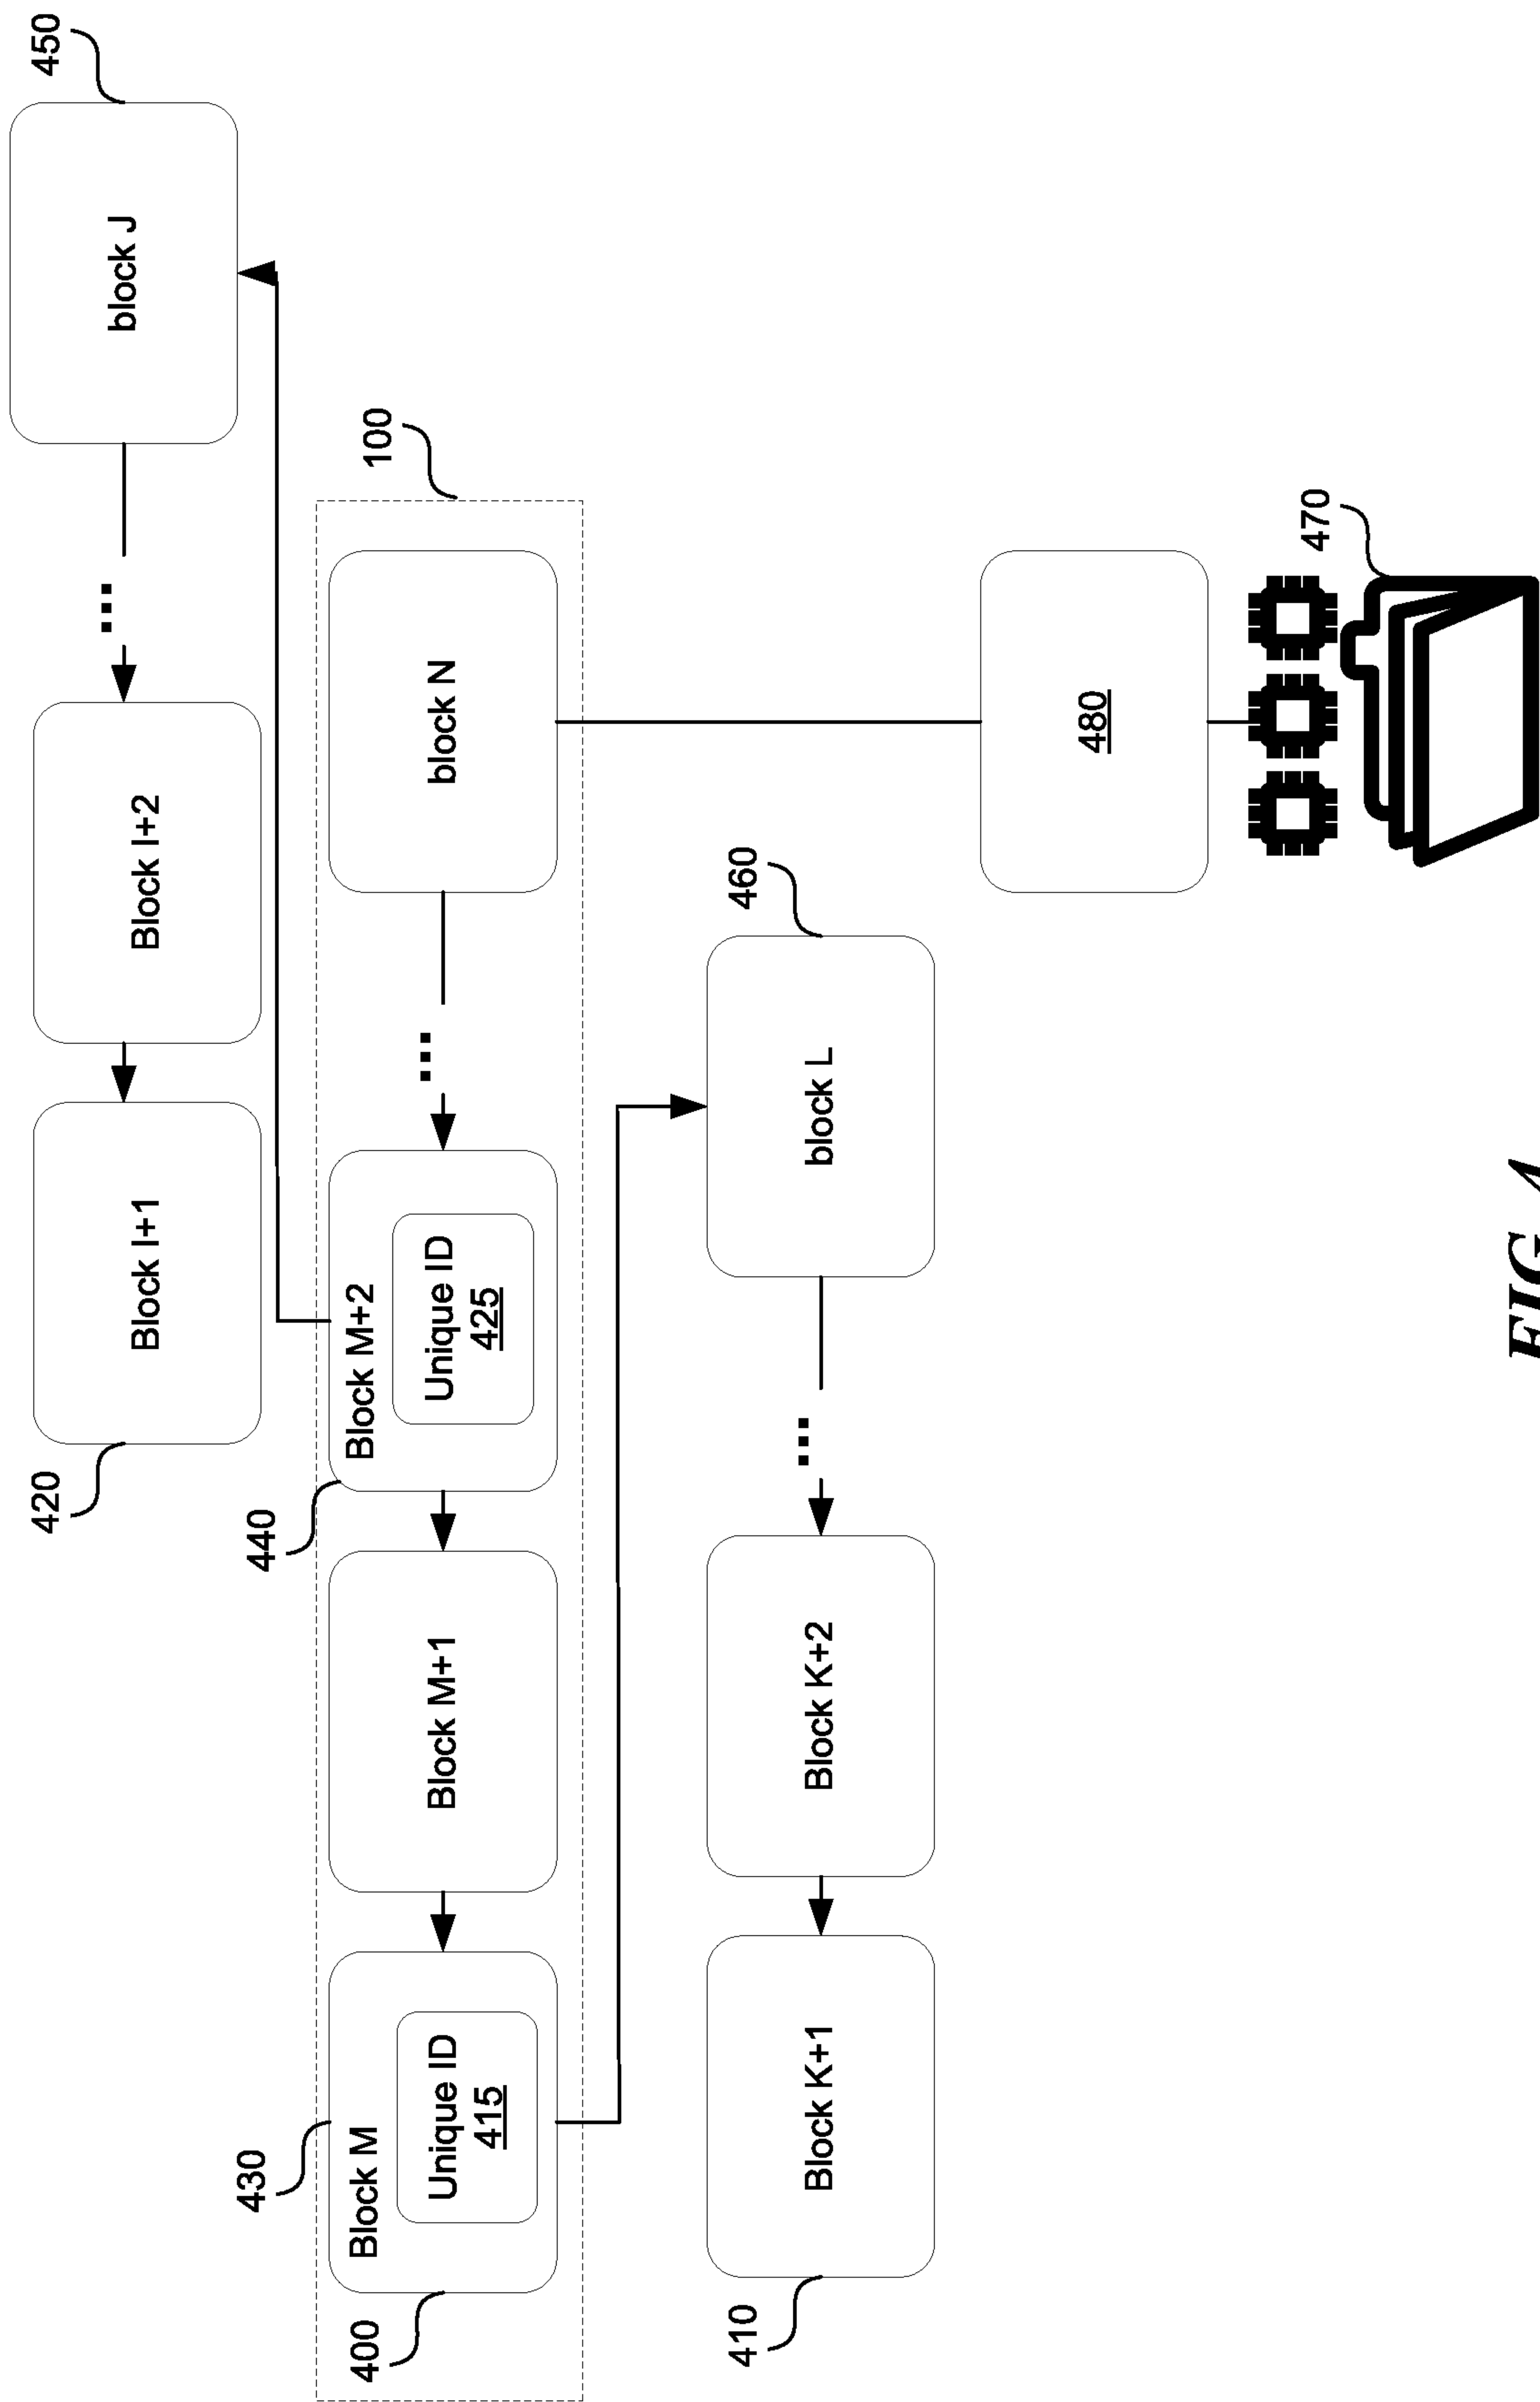 420
450
Block I+1
Block I+2
...
block J
430
440
100
400
Block M
Unique ID
415
Block M+1
Block M+2
Unique ID
425
...
block N
410
460
Block K+1
Block K+2
...
block L
480
470
FIG. 4